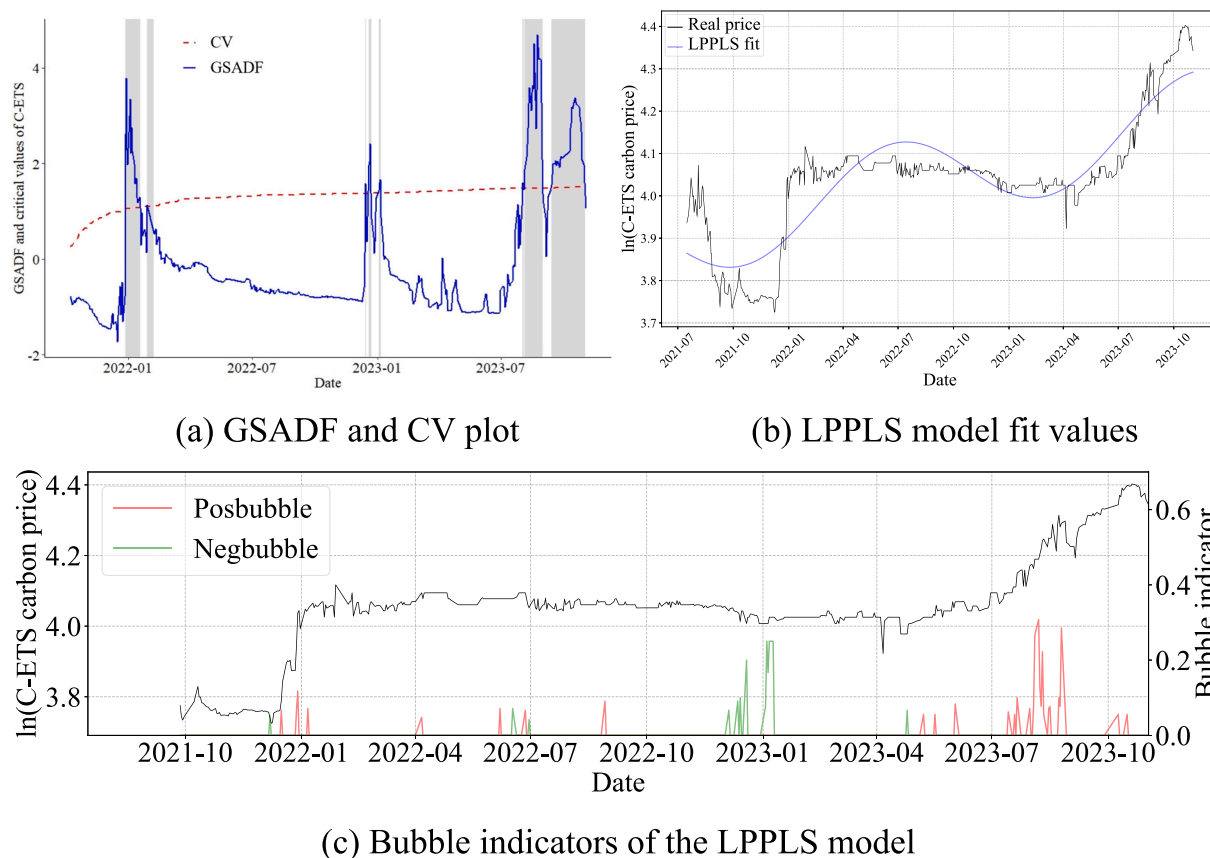 CV
GSADF
GSADF and critical values of C-ETS
4
2
0
-2
2022-01
2022-07
2023-01
2023-07
Date
(a) GSADF and CV plot
Real price
LPPLS fit
ln(C-ETS carbon price)
4.4
4.3
4.2
4.1
4.0
3.9
3.8
3.7
2021-07
2021-10
2022-01
2022-04
2022-07
2022-10
2023-01
2023-04
2023-07
2023-10
Date
(b) LPPLS model fit values
Posbubble
Negbubble
ln(C-ETS carbon price)
4.4
4.2
4.0
3.8
Bubble indicator
0.6
0.4
0.2
0.0
2021-10
2022-01
2022-04
2022-07
2022-10
2023-01
2023-04
2023-07
2023-10
Date
(c) Bubble indicators of the LPPLS model